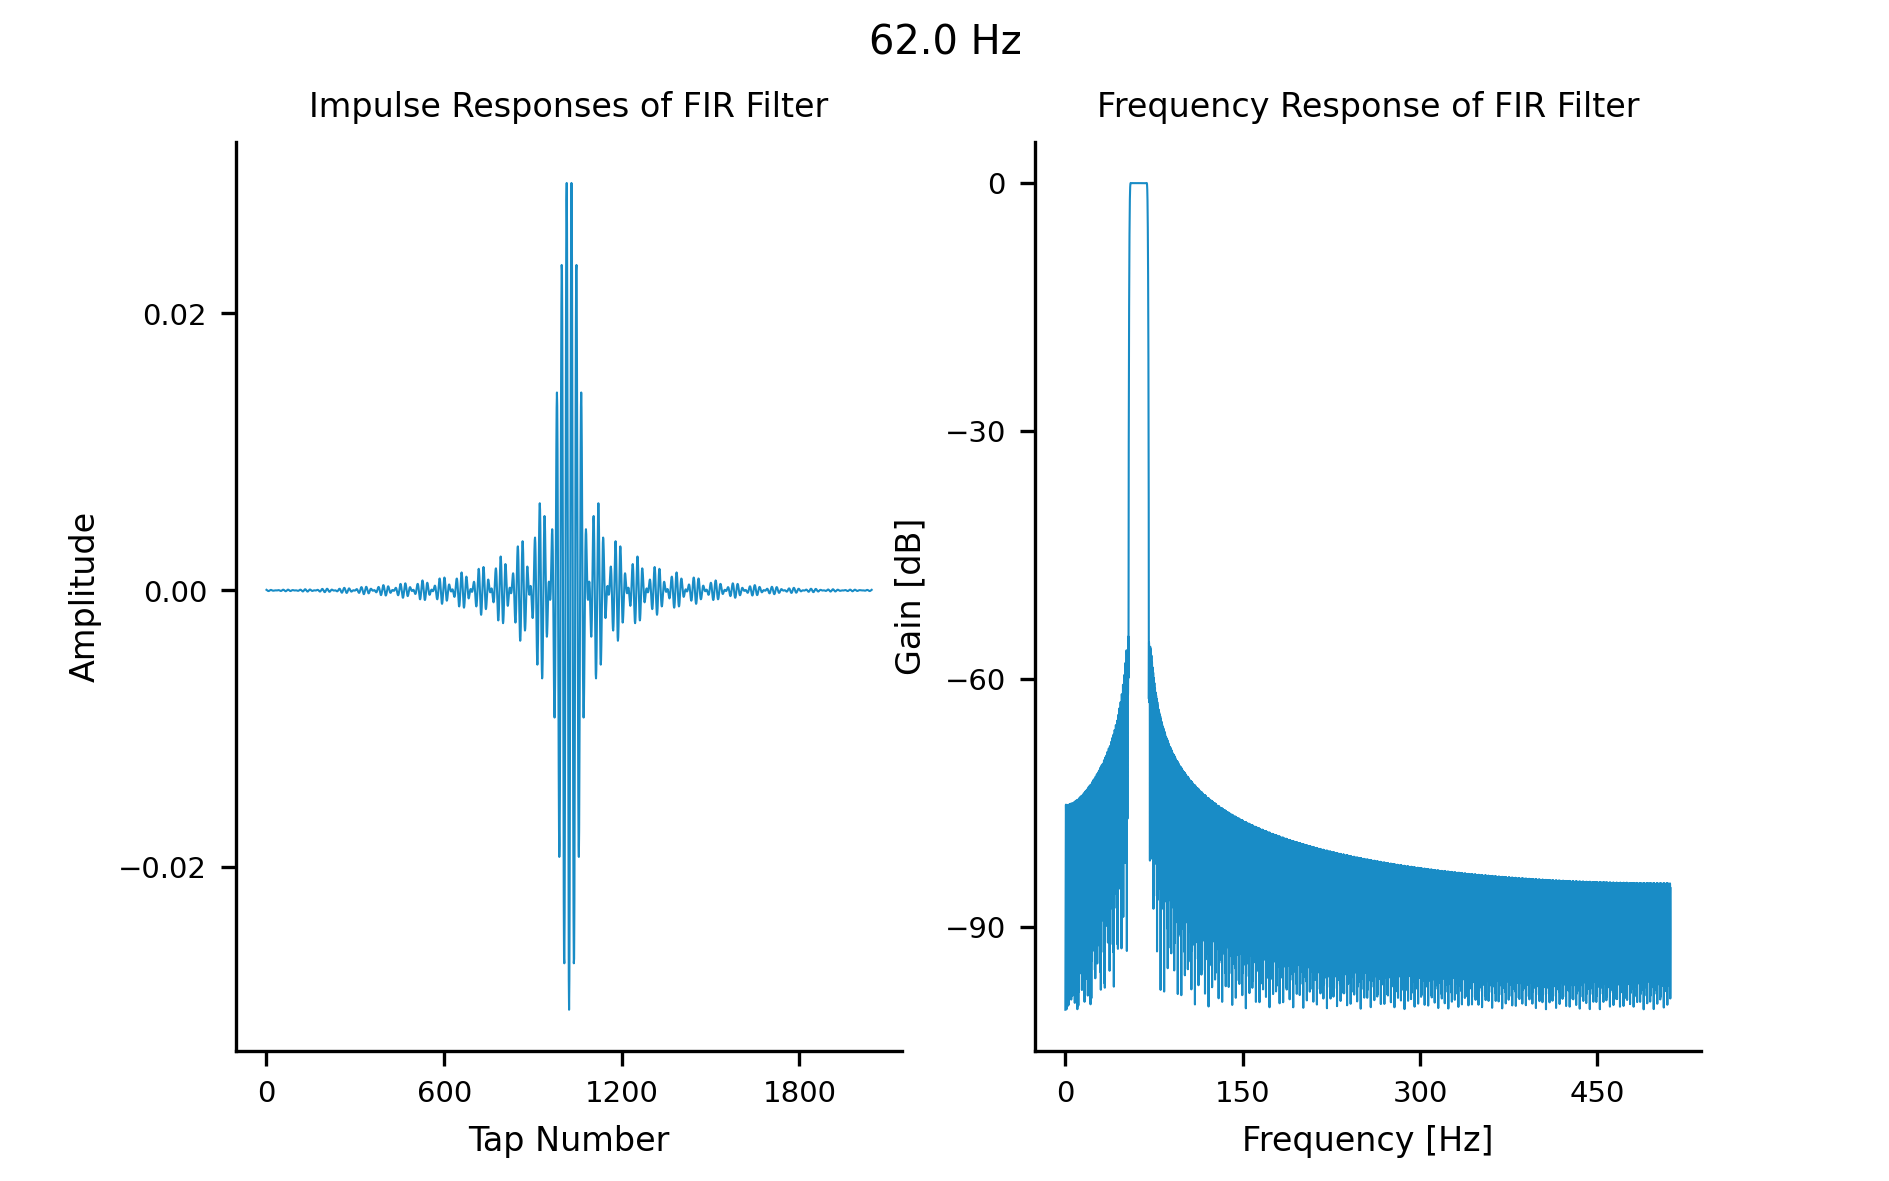 62.0 Hz
Impulse Responses of FIR Filter
Amplitude
0.02
0.00
−0.02
0 600 1200 1800
Tap Number
Frequency Response of FIR Filter
Gain [dB]
0
−30
−60
−90
0 150 300 450
Frequency [Hz]